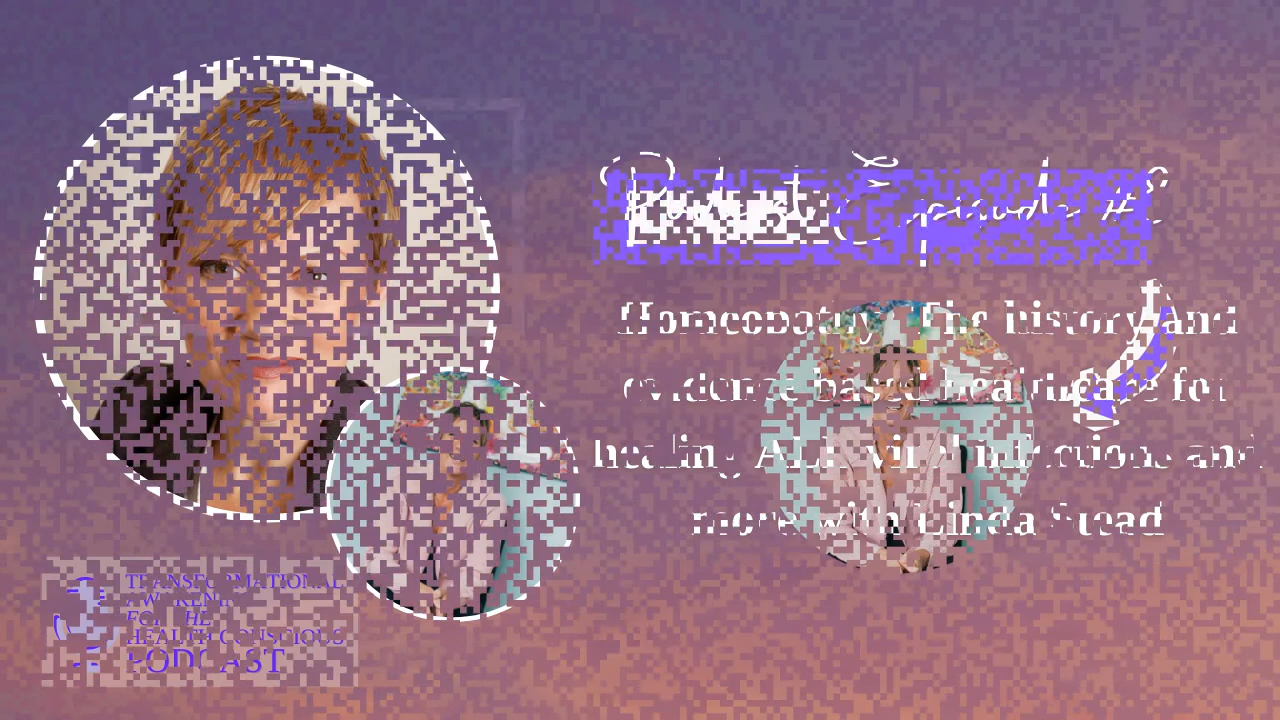 Podcast Episode #
Homeopathy: The history and
evidence based healthcare for
healing ALL viral infections and
more with Linda Stead
TRANSFORMATIONAL
AWAKENING
FOR THE
HEALTH CONSCIOUS
PODCAST